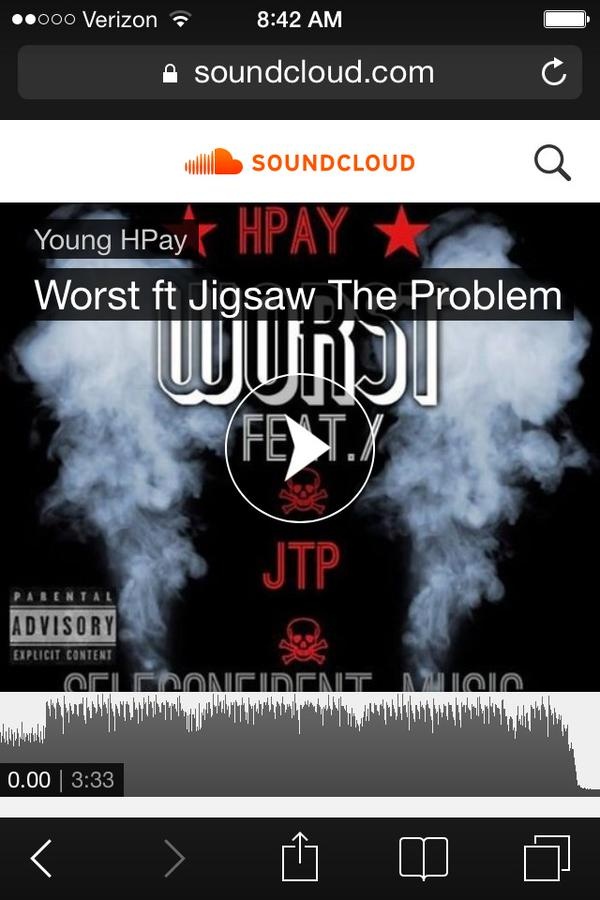 Verizon 8:42 AM
soundcloud.com
SOUNDCLOUD
HPAY
Young HPay
Worst ft Jigsaw The Problem
WORST
FEAT./
JTP
PARENTAL
ADVISORY
EXPLICIT CONTENT
SELFCONFIDENT MUSIC
0.00 | 3:33